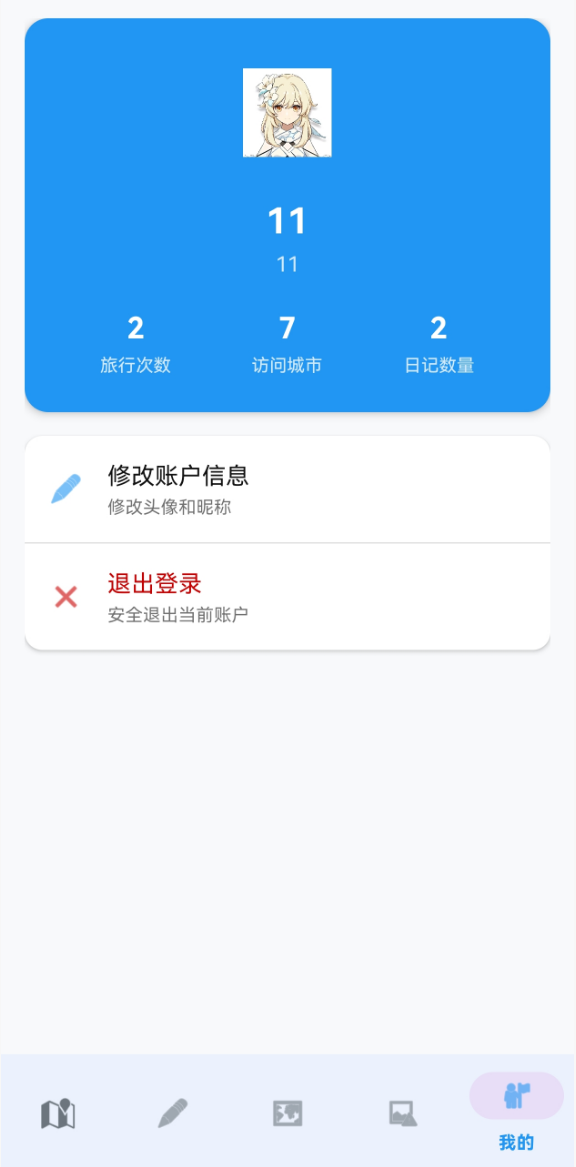 11
11
2
7
2
旅行次数
访问城市
日记数量
修改账户信息
修改头像和昵称
退出登录
安全退出当前账户
我的